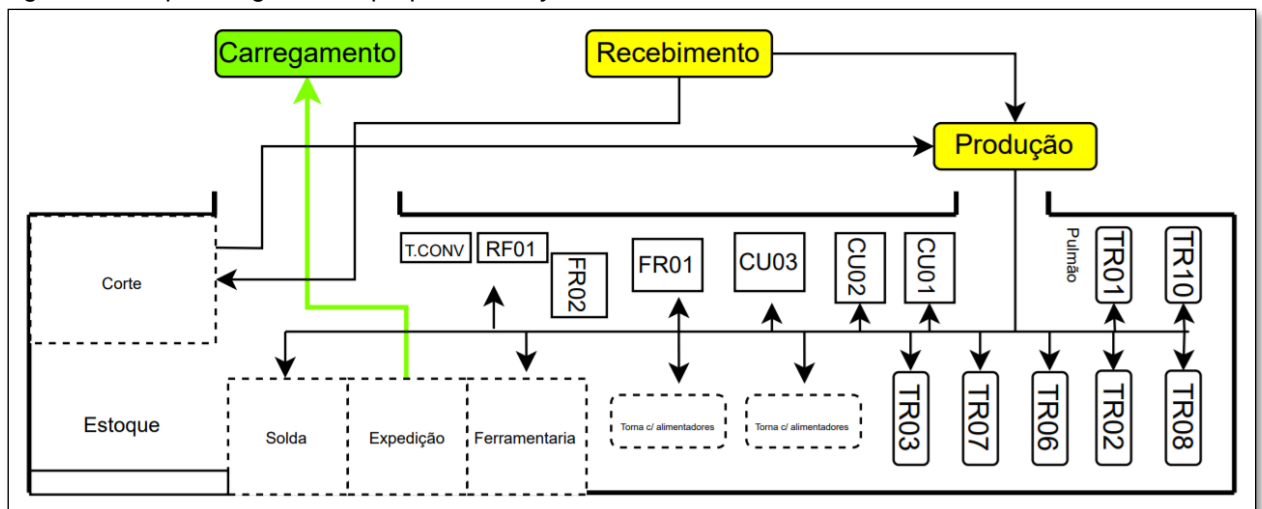 Carregamento
Recebimento
Produção
Corte
T.CONV
RF01
FR02
FR01
CU03
CU02
CU01
Pulmão
TR01
TR10
Estoque
Solda
Expedição
Ferramentaria
Torna c/ alimentadores
Torna c/ alimentadores
TR03
TR07
TR06
TR02
TR08